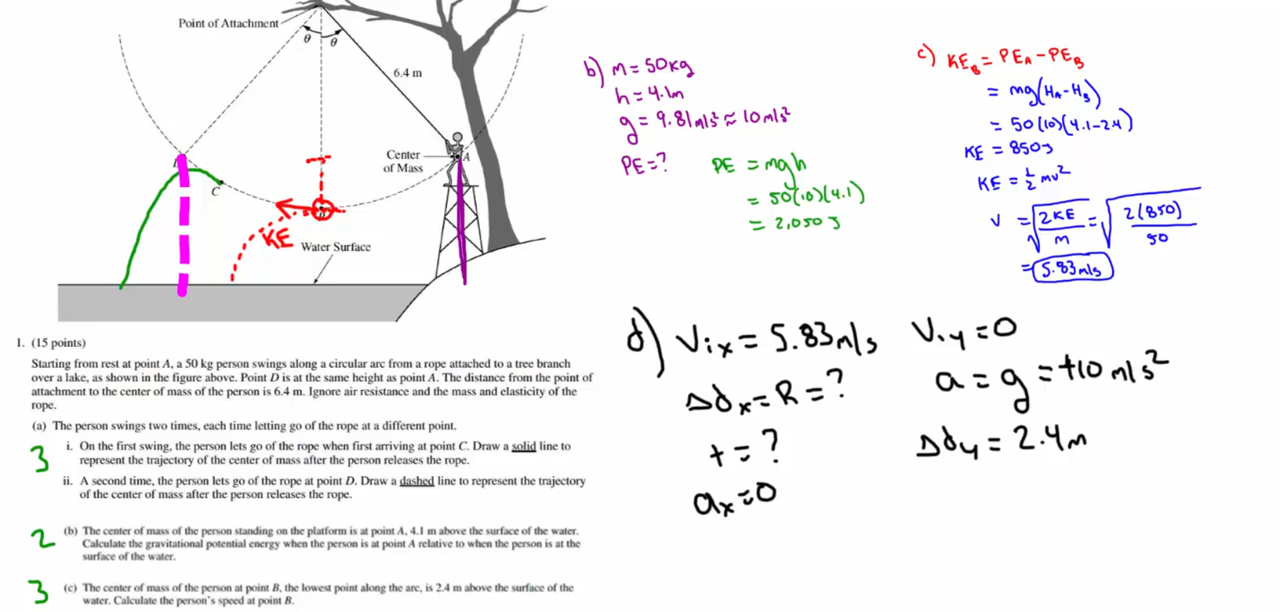 Point of Attachment
θ θ
6.4 m
Center
of Mass
A
C
KE
Water Surface
1. (15 points)
Starting from rest at point A, a 50 kg person swings along a circular arc from a rope attached to a tree branch
over a lake, as shown in the figure above. Point D is at the same height as point A. The distance from the point of
attachment to the center of mass of the person is 6.4 m. Ignore air resistance and the mass and elasticity of the
rope.
(a) The person swings two times, each time letting go of the rope at a different point.
3
i. On the first swing, the person lets go of the rope when first arriving at point C. Draw a solid line to
represent the trajectory of the center of mass after the person releases the rope.
ii. A second time, the person lets go of the rope at point D. Draw a dashed line to represent the trajectory
of the center of mass after the person releases the rope.
2
(b) The center of mass of the person standing on the platform is at point A, 4.1 m above the surface of the water.
Calculate the gravitational potential energy when the person is at point A relative to when the person is at the
surface of the water.
3
(c) The center of mass of the person at point B, the lowest point along the arc, is 2.4 m above the surface of the
water. Calculate the person's speed at point B.
b) m = 50kg
h = 4.1m
g = 9.81m/s² ≈ 10m/s²
PE = ?
PE = mgh
= 50(10)(4.1)
= 2,050 J
c) KE_B = PE_A - PE_B
= mg(H_A - H_B)
= 50(10)(4.1-2.4)
KE = 850J
KE = ½ mv²
V = √(2KE/m) = √(2(850)/50)
= 5.83m/s
d) Vix = 5.83m/s
Δdx = R = ?
t = ?
ax = 0
Viy = 0
a = g = +10 m/s²
Δdy = 2.4m